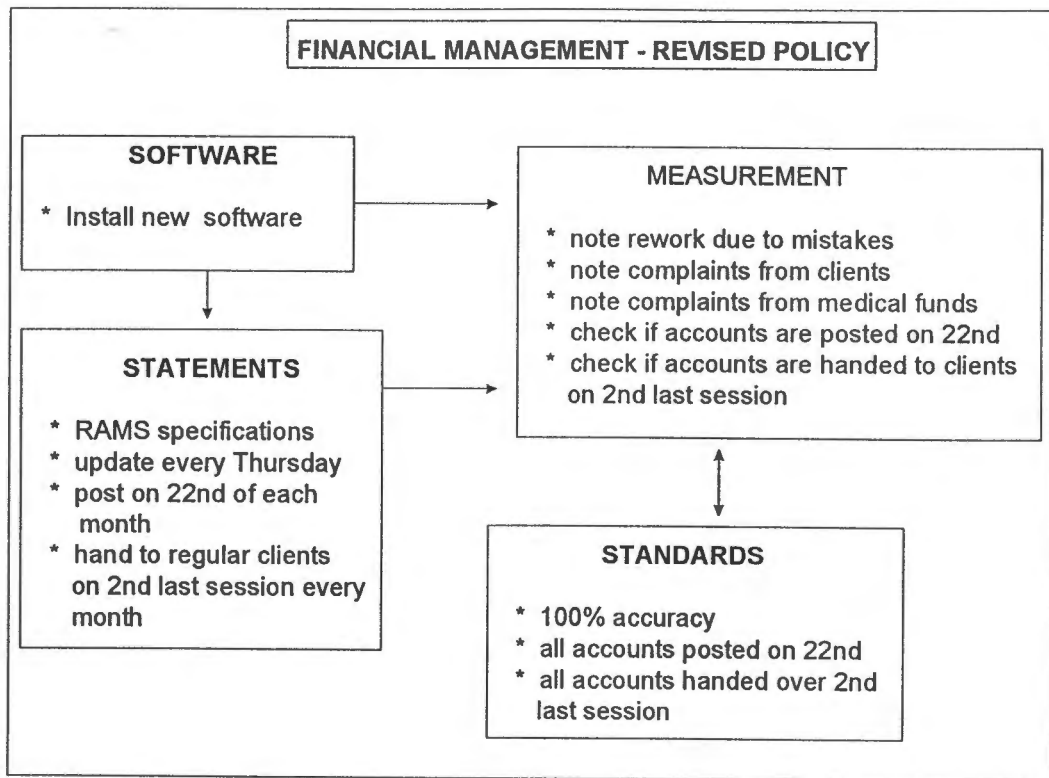 FINANCIAL MANAGEMENT - REVISED POLICY
SOFTWARE
* Install new software
MEASUREMENT
* note rework due to mistakes
* note complaints from clients
* note complaints from medical funds
* check if accounts are posted on 22nd
* check if accounts are handed to clients
on 2nd last session
STATEMENTS
* RAMS specifications
* update every Thursday
* post on 22nd of each
month
* hand to regular clients
on 2nd last session every
month
STANDARDS
* 100% accuracy
* all accounts posted on 22nd
* all accounts handed over 2nd
last session